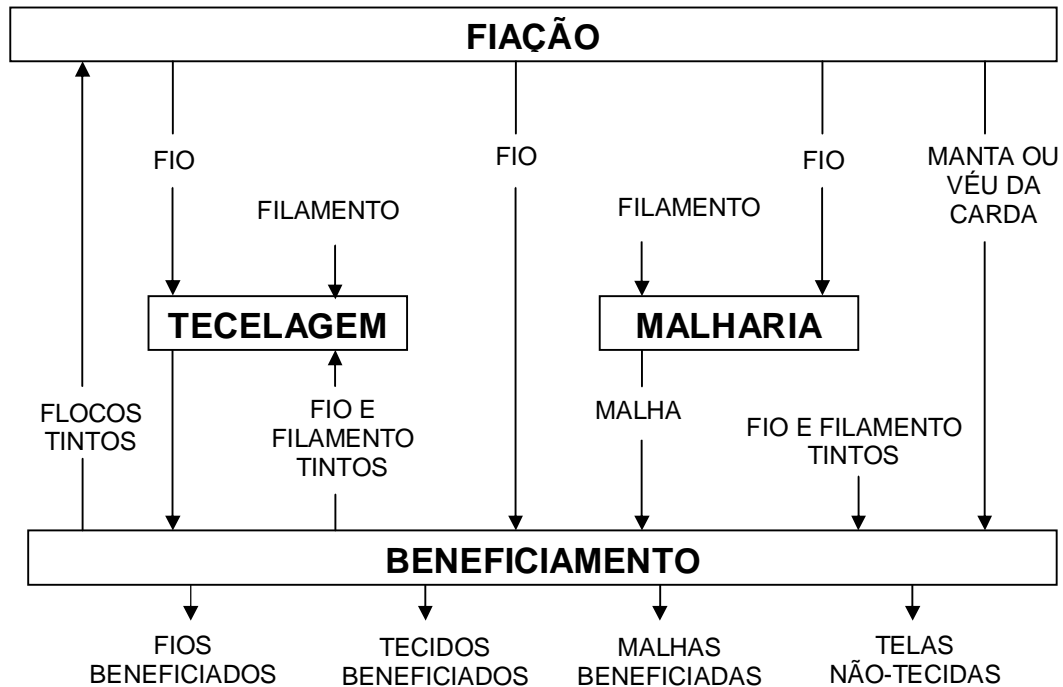 FIAÇÃO
FIO
FIO
FIO
MANTA OU
VÉU DA
CARDA
FILAMENTO
FILAMENTO
TECELAGEM
MALHARIA
FLOCOS
TINTOS
FIO E
FILAMENTO
TINTOS
MALHA
FIO E FILAMENTO
TINTOS
BENEFICIAMENTO
FIOS
BENEFICIADOS
TECIDOS
BENEFICIADOS
MALHAS
BENEFICIADAS
TELAS
NÃO-TECIDAS